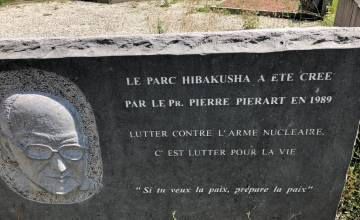 LE PARC HIBAKUSHA A ETE CREE
PAR LE PR. PIERRE PIERART EN 1989
LUTTER CONTRE L'ARME NUCLEAIRE,
C'EST LUTTER POUR LA VIE
"Si tu veux la paix, prépare la paix"